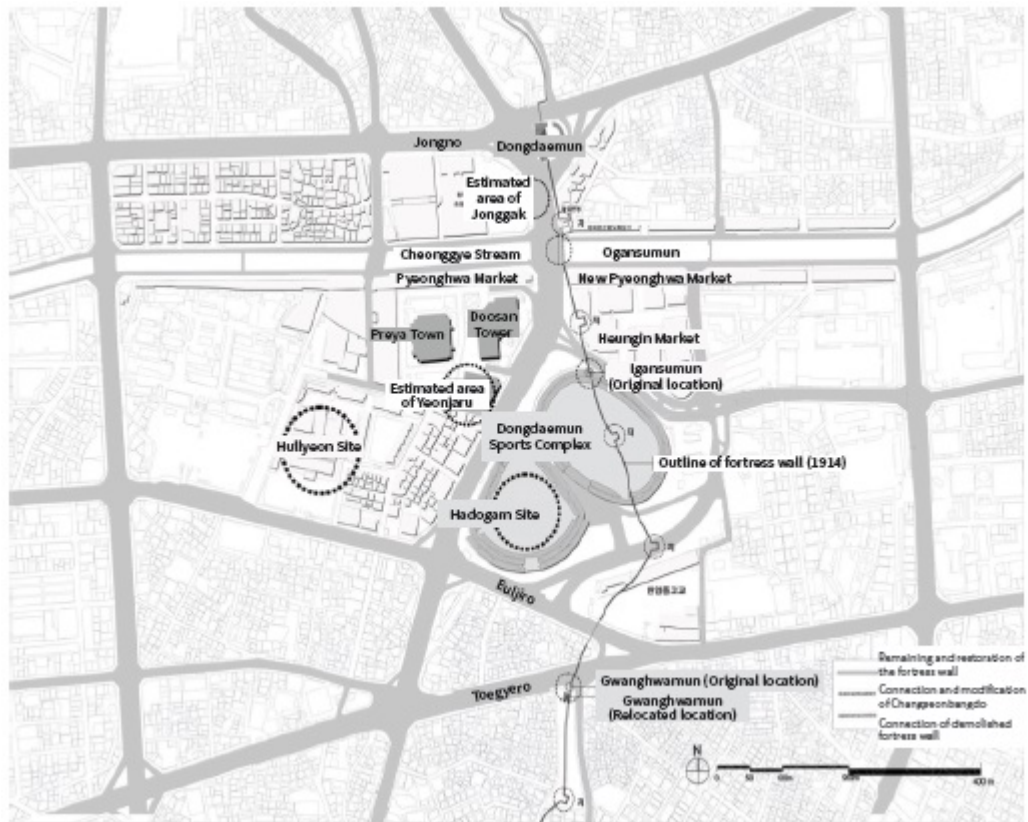 Jongno
Dongdaemun
Estimated
area of
Jonggak
Cheonggye Stream
Ogansumun
Pyeonghwa Market
New Pyeonghwa Market
Preya Town
Doosan
Tower
Heungin Market
Igansumun
(Original location)
Estimated area
of Yeonjaru
Dongdaemun
Sports Complex
Hullyeon Site
Outline of fortress wall (1914)
Hadogam Site
Euljiro
Toegyero
Gwanghwamun (Original location)
Gwanghwamun
(Relocated location)
Remaining and restoration of
the fortress wall
Connection and modification
Connection of demolished
fortress wall
N
0
400 m